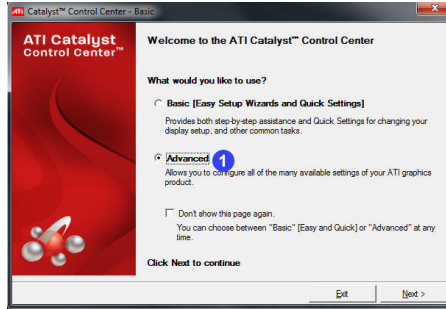 ATI Catalyst™ Control Center - Basic
ATI Catalyst
Control Center™
Welcome to the ATI Catalyst™ Control Center
What would you like to use?
Basic [Easy Setup Wizards and Quick Settings]
Provides both step-by-step assistance and Quick Settings for changing your
display setup, and other common tasks.
Advanced 1
Allows you to configure all of the many available settings of your ATI graphics
product.
Don't show this page again.
You can choose between "Basic" [Easy and Quick] or "Advanced" at any
time.
Click Next to continue
Exit
Next >